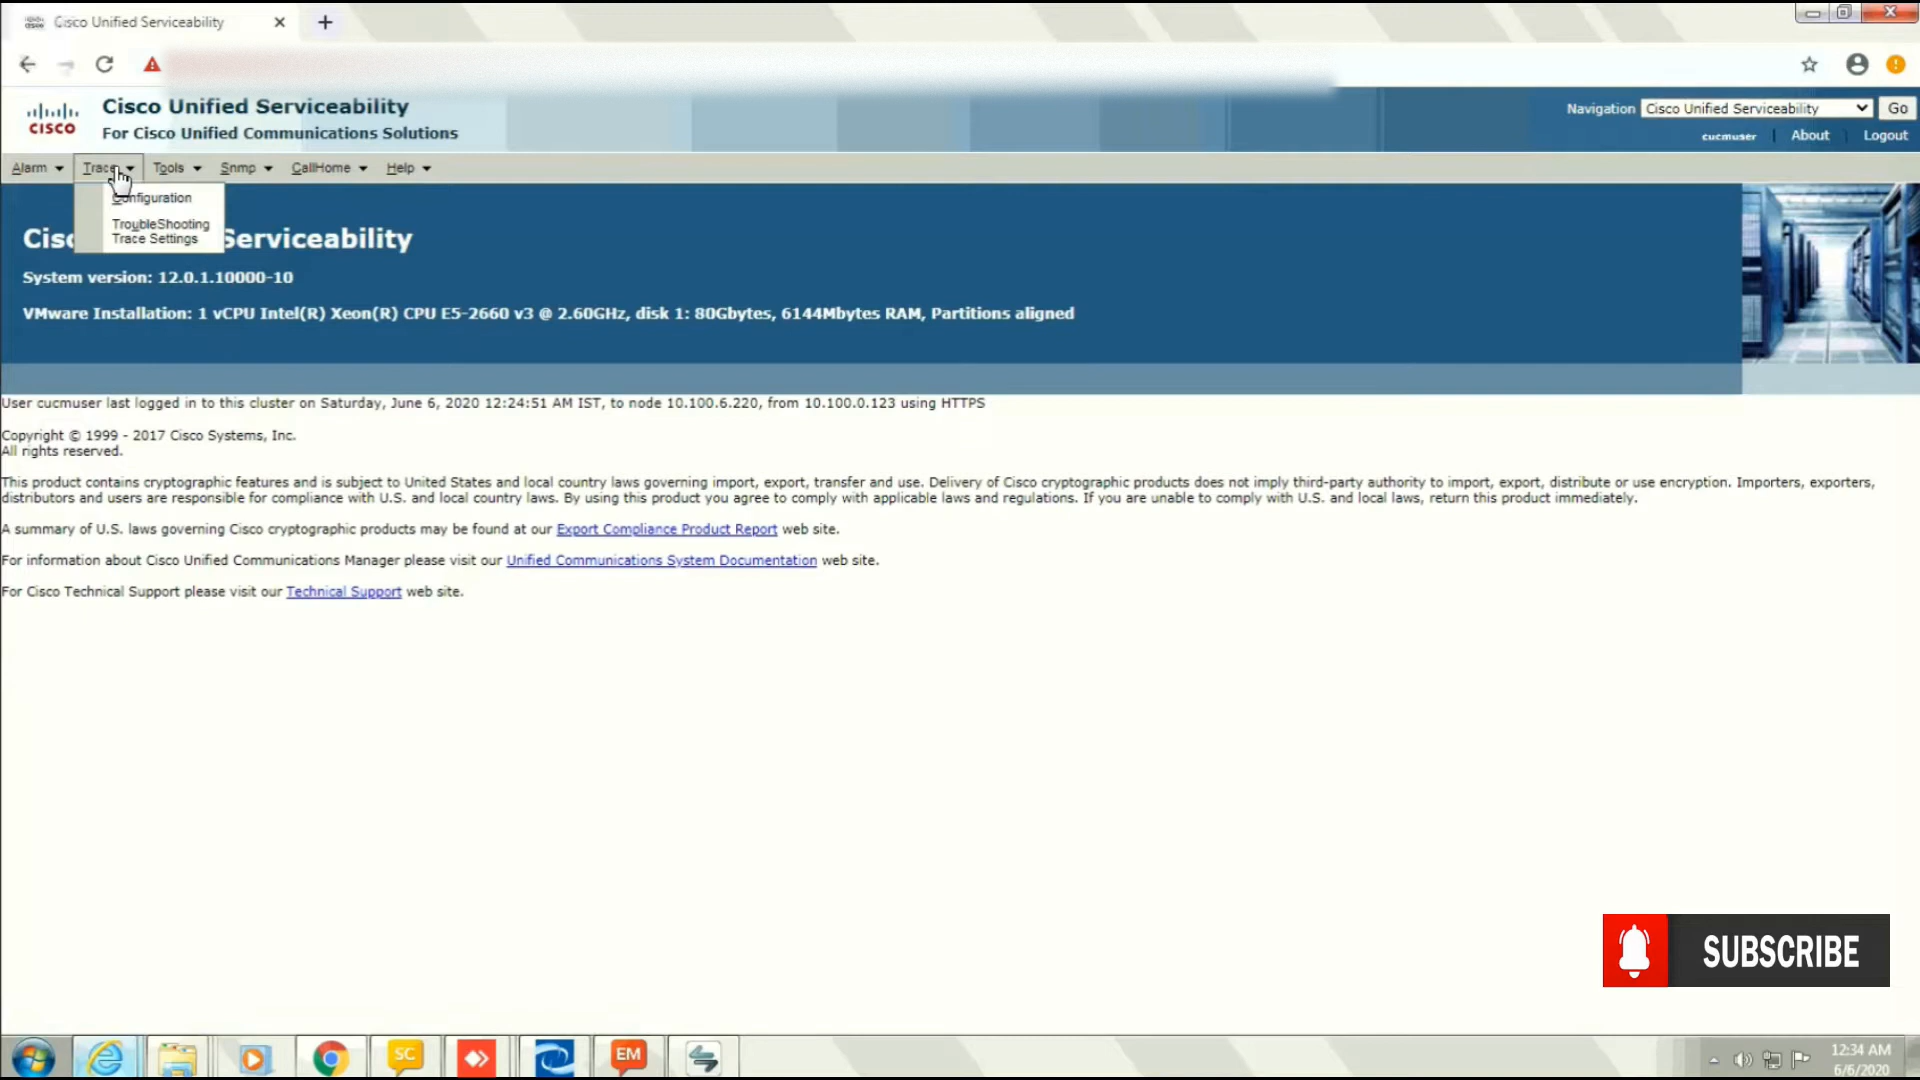 Cisco Unified Serviceability
Cisco Unified Serviceability
For Cisco Unified Communications Solutions
CISCO
Navigation Cisco Unified Serviceability Go
cucmuser About Logout
Alarm Trace Tools Snmp CallHome Help
Configuration
TroubleShooting
Trace Settings
Serviceability
System version: 12.0.1.10000-10
VMware Installation: 1 vCPU Intel(R) Xeon(R) CPU E5-2660 v3 @ 2.60GHz, disk 1: 80Gbytes, 6144Mbytes RAM, Partitions aligned
User cucmuser last logged in to this cluster on Saturday, June 6, 2020 12:24:51 AM IST, to node 10.100.6.220, from 10.100.0.123 using HTTPS
Copyright © 1999 - 2017 Cisco Systems, Inc.
All rights reserved.
This product contains cryptographic features and is subject to United States and local country laws governing import, export, transfer and use. Delivery of Cisco cryptographic products does not imply third-party authority to import, export, distribute or use encryption. Importers, exporters,
distributors and users are responsible for compliance with U.S. and local country laws. By using this product you agree to comply with applicable laws and regulations. If you are unable to comply with U.S. and local laws, return this product immediately.
A summary of U.S. laws governing Cisco cryptographic products may be found at our Export Compliance Product Report web site.
For information about Cisco Unified Communications Manager please visit our Unified Communications System Documentation web site.
For Cisco Technical Support please visit our Technical Support web site.
SUBSCRIBE
SC
EM
12:34 AM
6/6/2020